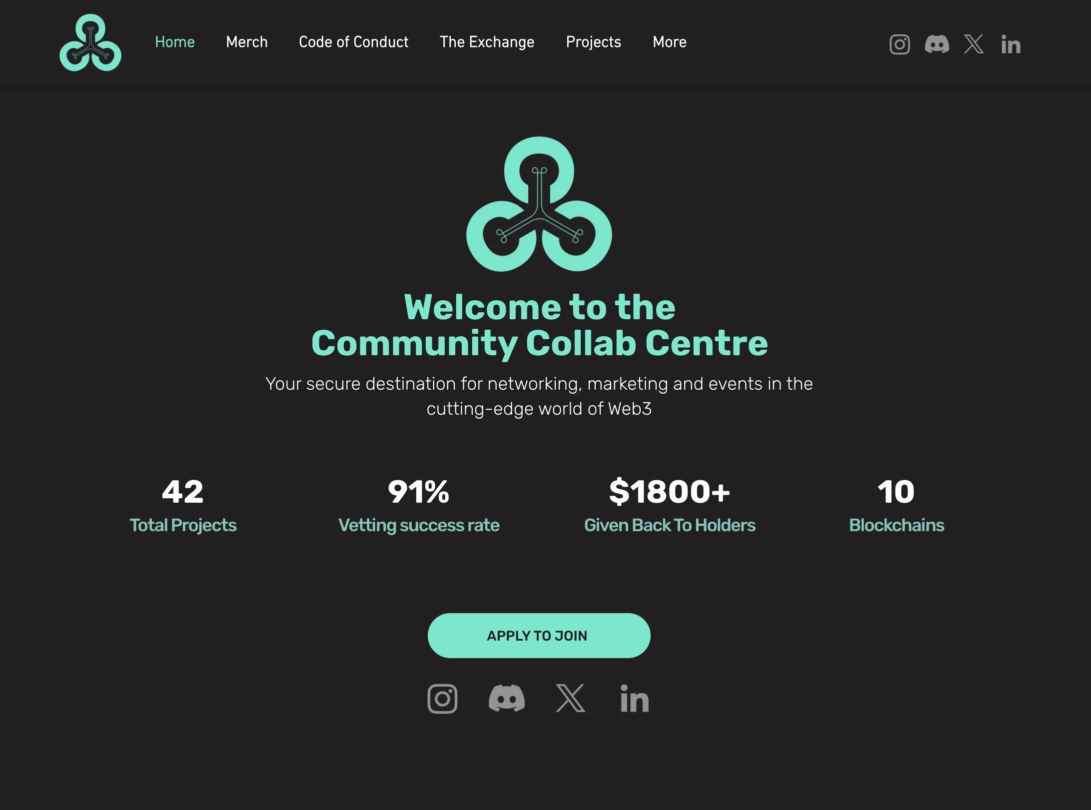 Home Merch Code of Conduct The Exchange Projects More
Welcome to the
Community Collab Centre
Your secure destination for networking, marketing and events in the
cutting-edge world of Web3
42 91% $1800+ 10
Total Projects Vetting success rate Given Back To Holders Blockchains
APPLY TO JOIN